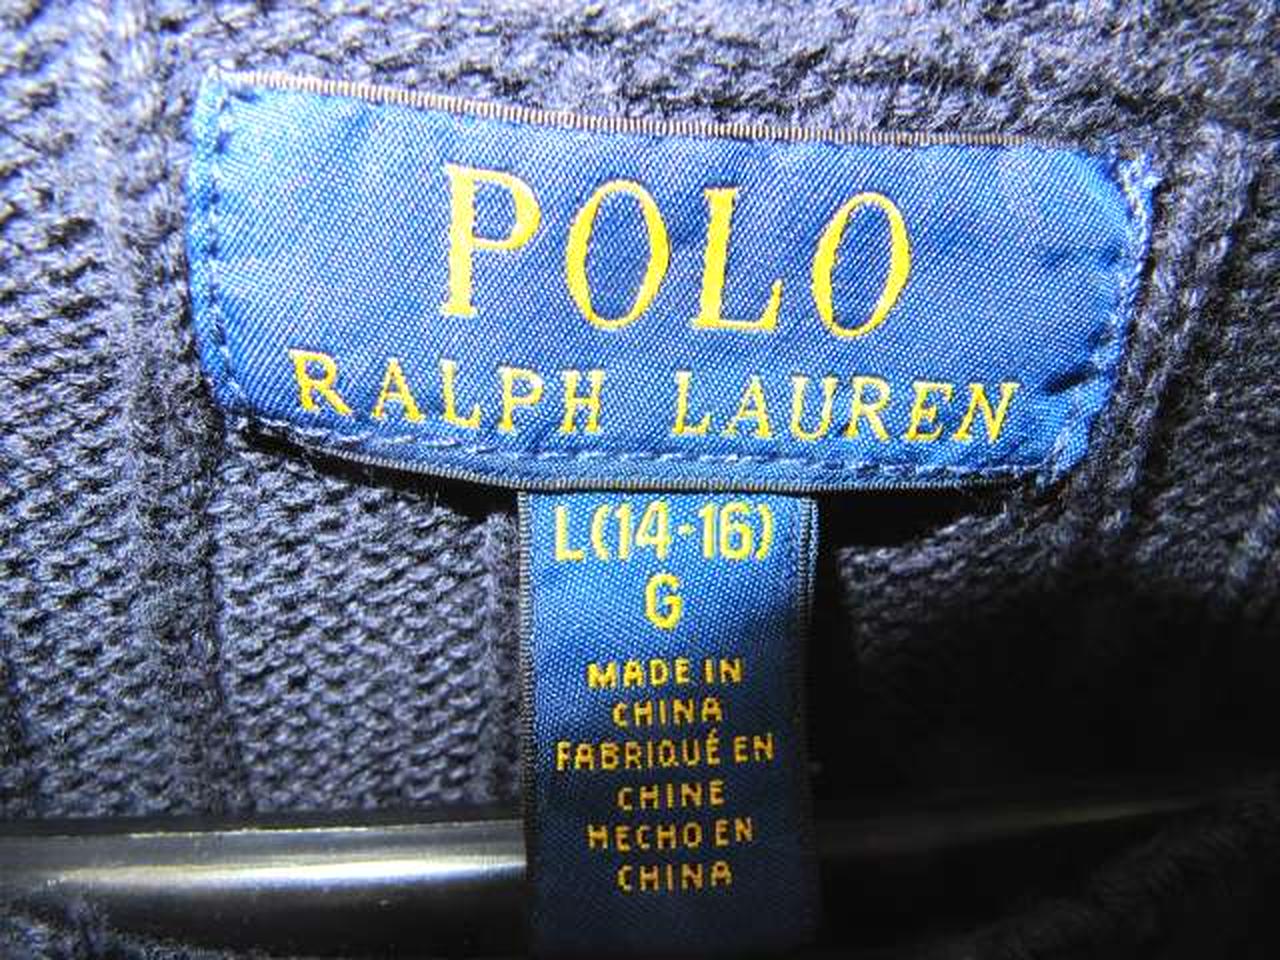 POLO
RALPH LAUREN
L(14-16)
G
MADE IN
CHINA
FABRIQUÉ EN
CHINE
HECHO EN
CHINA